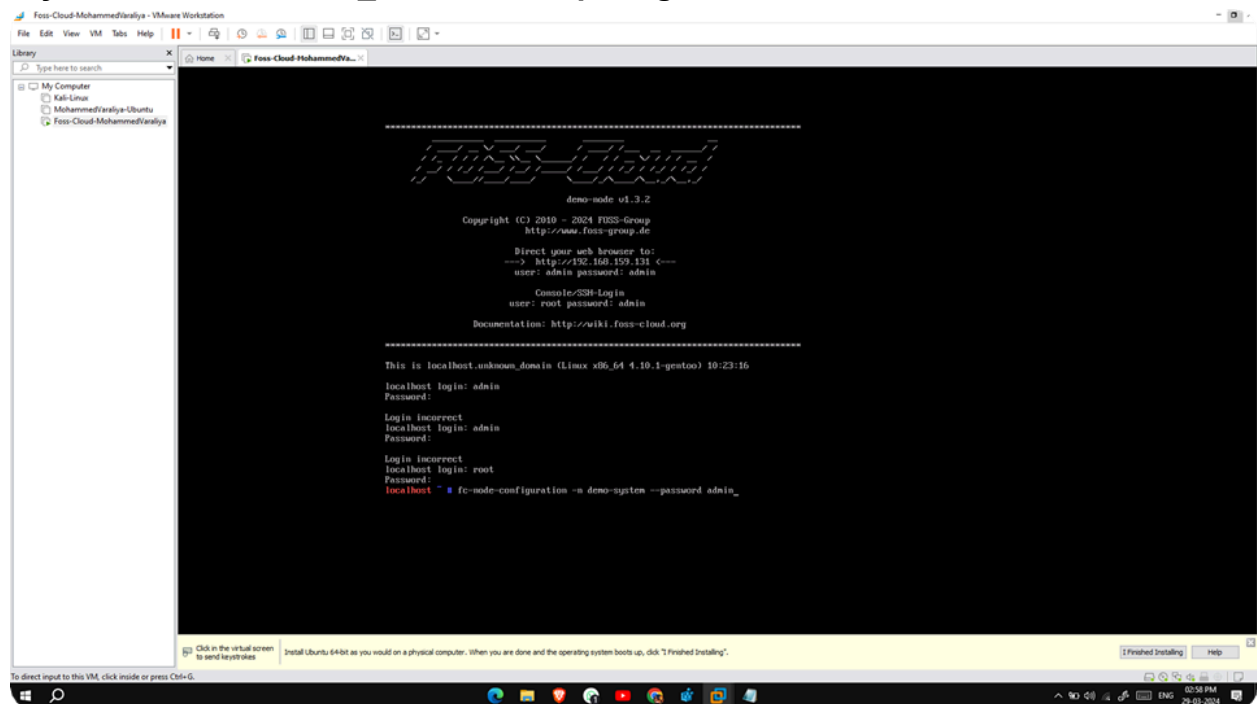 Foss-Cloud-MohammedVaraliya - VMware Workstation
File Edit View VM Tabs Help
Library
Type here to search
My Computer
Kali-Linux
MohammedVaraliya-Ubuntu
Foss-Cloud-MohammedVaraliya
Home
Foss-Cloud-MohammedVa...
Foss-Cloud
demo-node v1.3.2
Copyright (C) 2010 - 2024 FOSS-Group
http://www.foss-group.de
Direct your web browser to:
---> http://192.168.159.131 <---
user: admin password: admin
Console/SSH-Login
user: root password: admin
Documentation: http://wiki.foss-cloud.org
This is localhost.unknown_domain (Linux x86_64 4.10.1-gentoo) 10:23:16
localhost login: admin
Password:
Login incorrect
localhost login: admin
Password:
Login incorrect
localhost login: root
Password:
localhost ~ # fc-node-configuration -n demo-system --password admin_
Click in the virtual screen
to send keystrokes
Install Ubuntu 64-bit as you would on a physical computer. When you are done and the operating system boots up, click "I Finished Installing".
I Finished Installing
Help
To direct input to this VM, click inside or press Ctrl+G.
ENG
02:58 PM
29-03-2024